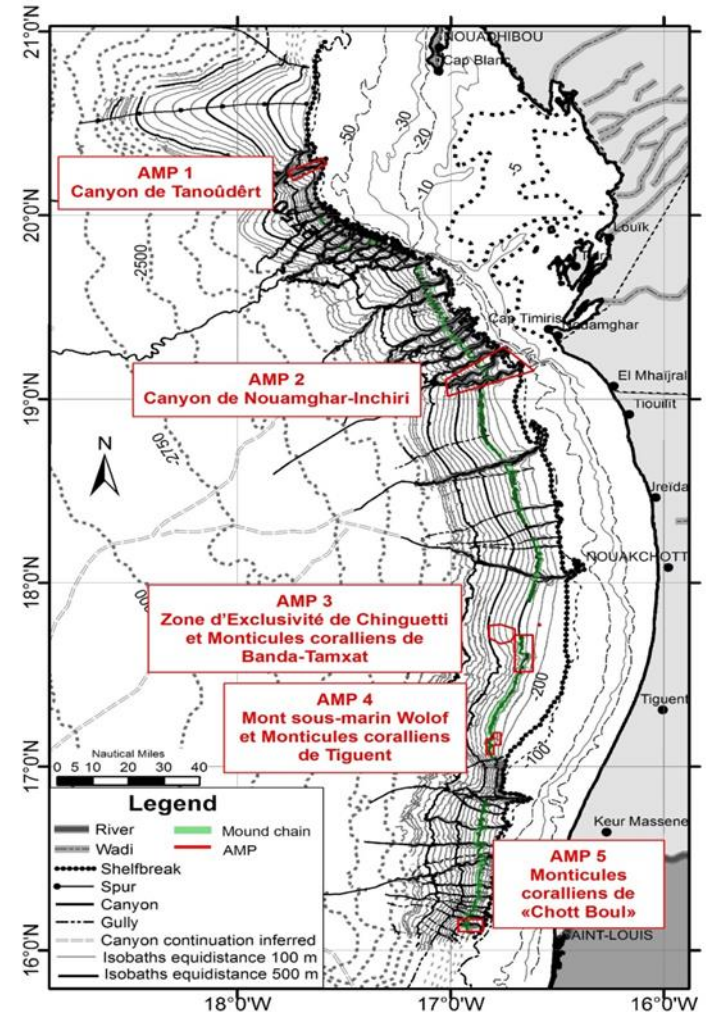 21°0'N
20°0'N
19°0'N
18°0'N
17°0'N
16°0'N
NOUADHIBOU
Cap Blanc
-50
-30
-20
-10
-5
AMP 1
Canyon de Tanoûdêrt
-2500
Louïk
Cap Timiris
El Mhaïjrat
Tiouilit
AMP 2
Canyon de Nouamghar-Inchiri
N
2750
Jreïda
NOUAKCHOTT
AMP 3
Zone d'Exclusivité de Chinguetti
et Monticules coralliens de
Banda-Tamxat
-200
AMP 4
Mont sous-marin Wolof
et Monticules coralliens
de Tiguent
Tiguent
-100
Nautical Miles
0 5 10 20 30 40
Legend
River
Wadi
Shelfbreak
Spur
Canyon
Gully
Canyon continuation inferred
Isobaths equidistance 100 m
Isobaths equidistance 500 m
Mound chain
AMP
Keur Massene
AMP 5
Monticules
coralliens de
«Chott Boul»
SAINT-LOUIS
18°0'W
17°0'W
16°0'W